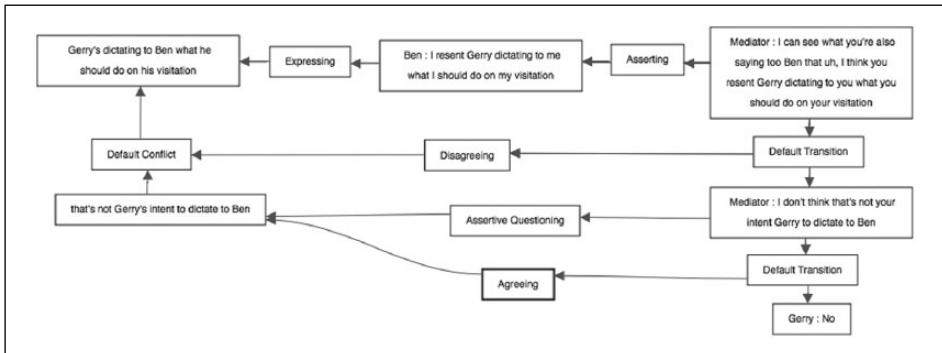 Gerry's dictating to Ben what he
should do on his visitation
Expressing
Ben : I resent Gerry dictating to me
what I should do on my visitation
Asserting
Mediator : I can see what you're also
saying too Ben that uh, I think you
resent Gerry dictating to you what you
should do on your visitation
Default Conflict
Disagreeing
Default Transition
that's not Gerry's intent to dictate to Ben
Assertive Questioning
Mediator : I don't think that's not your
intent Gerry to dictate to Ben
Agreeing
Default Transition
Gerry : No